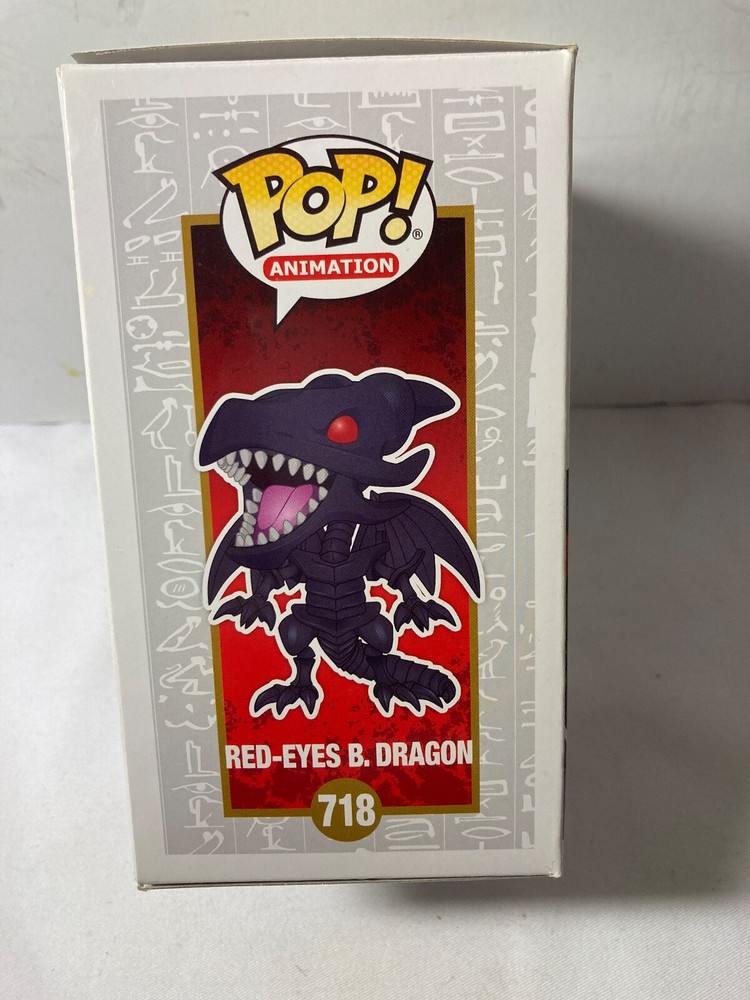 POP!®
ANIMATION
RED-EYES B. DRAGON
718